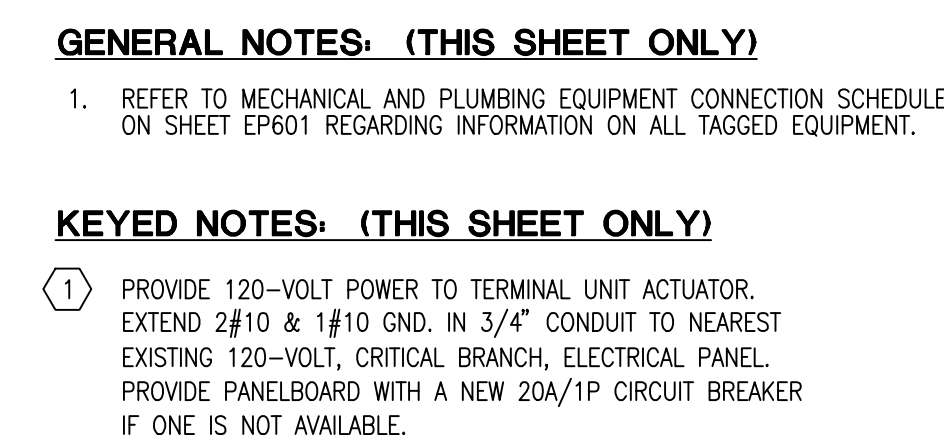 GENERAL NOTES: (THIS SHEET ONLY)
1. REFER TO MECHANICAL AND PLUMBING EQUIPMENT CONNECTION SCHEDULE
ON SHEET EP601 REGARDING INFORMATION ON ALL TAGGED EQUIPMENT.
KEYED NOTES: (THIS SHEET ONLY)
1 PROVIDE 120-VOLT POWER TO TERMINAL UNIT ACTUATOR.
EXTEND 2#10 & 1#10 GND. IN 3/4" CONDUIT TO NEAREST
EXISTING 120-VOLT, CRITICAL BRANCH, ELECTRICAL PANEL.
PROVIDE PANELBOARD WITH A NEW 20A/1P CIRCUIT BREAKER
IF ONE IS NOT AVAILABLE.